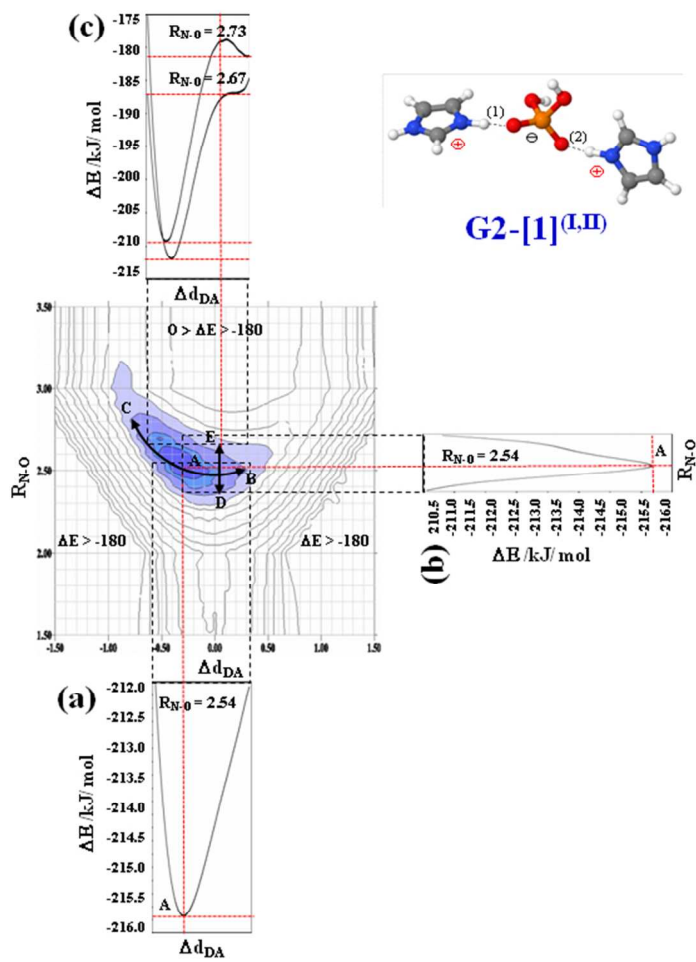 (c)
-175
-180
-185
-190
-195
-200
-205
-210
-215
ΔE/kJ/mol
R_N-O = 2.73
R_N-O = 2.67
Δd_DA
(1)
(2)
⊕
⊖
⊕
G2-[1]^(I,II)
3.50
3.00
2.50
2.00
1.50
R_N-O
O > ΔE > -180
C
E
A
B
D
ΔE > -180
ΔE > -180
-1.50
-1.00
-0.50
0.00
0.50
1.00
1.50
Δd_DA
R_N-O = 2.54
A
R_N-O
210.5
-211.0
-211.5
-212.0
-212.5
-213.0
-213.5
-214.0
-214.5
-215.0
-215.5
-216.0
ΔE/kJ/mol
(b)
(a)
-212.0
-212.5
-213.0
-213.5
-214.0
-214.5
-215.5
-216.0
ΔE/kJ/mol
R_N-O = 2.54
A
Δd_DA